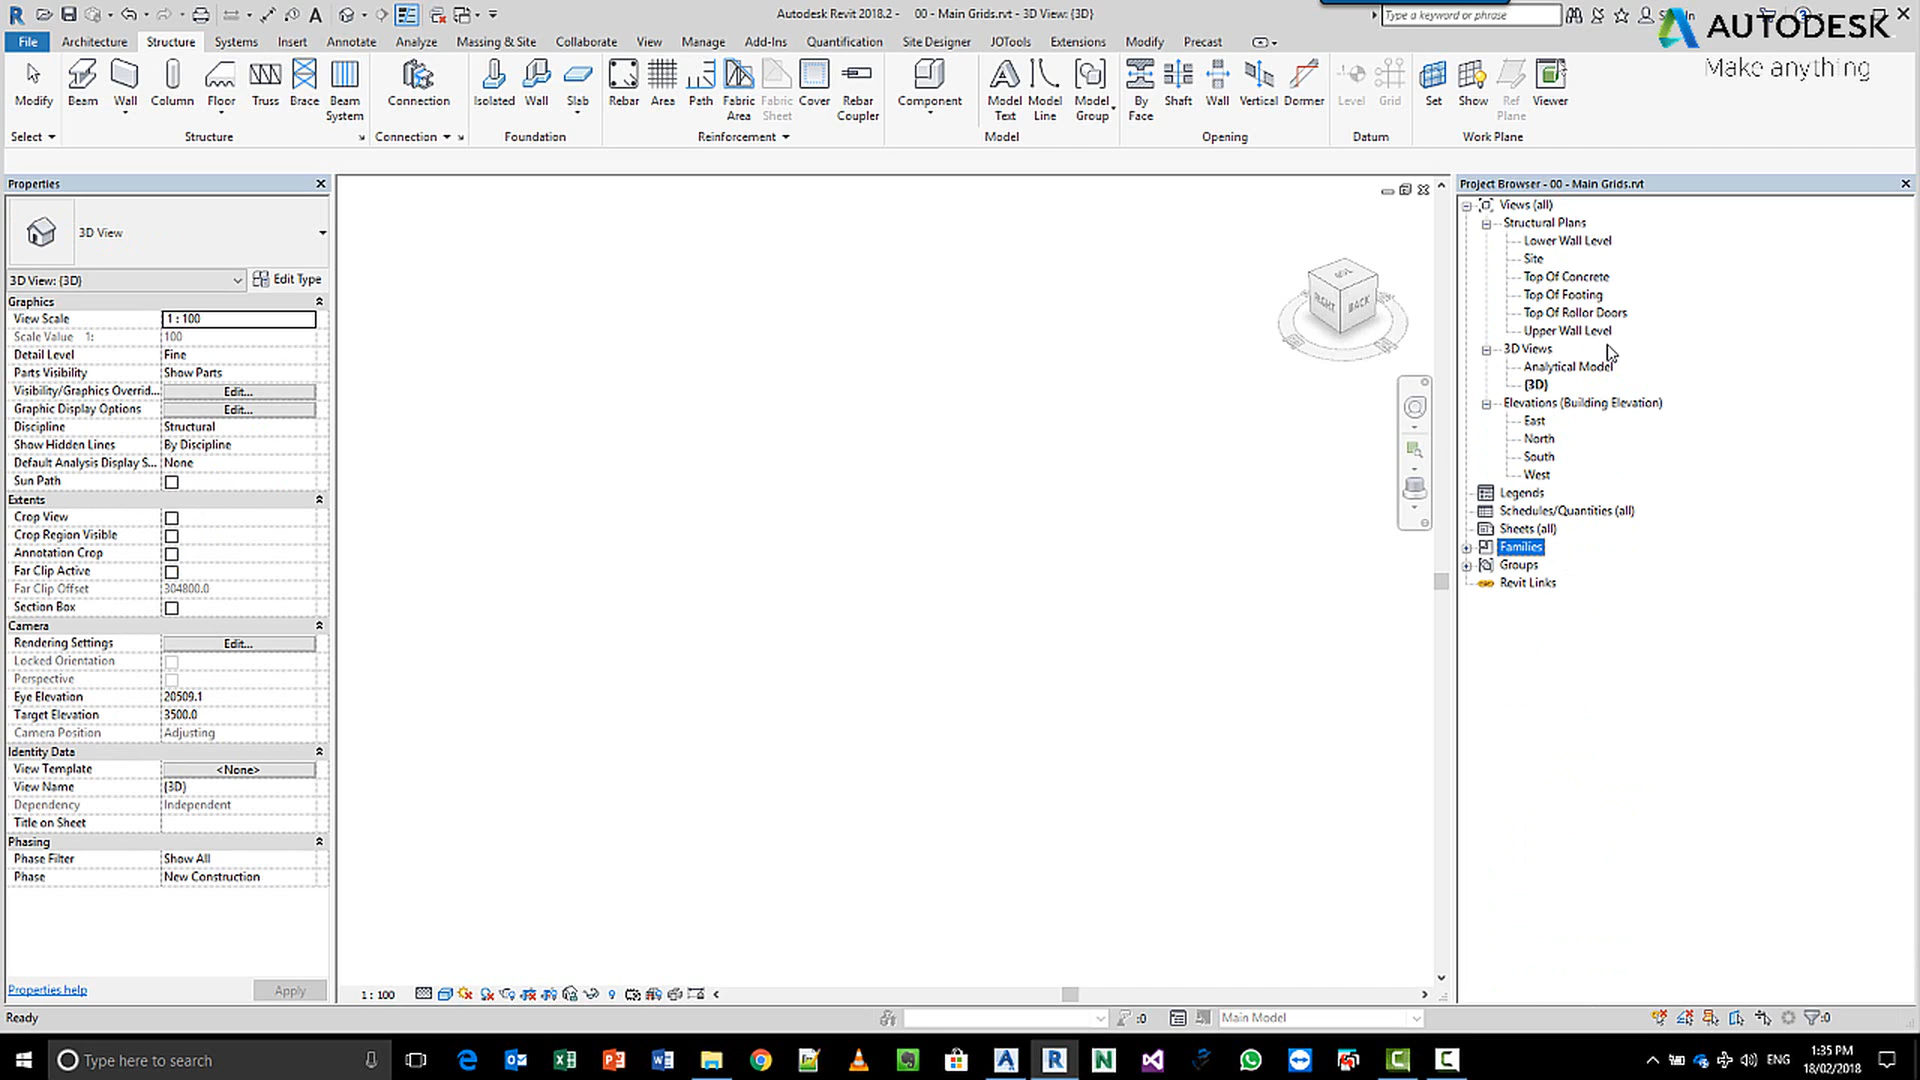 Autodesk Revit 2018.2 - 00 - Main Grids.rvt - 3D View: {3D}
Type a keyword or phrase
AUTODESK
Make anything
File Architecture Structure Systems Insert Annotate Analyze Massing & Site Collaborate View Manage Add-Ins Quantification Site Designer JOTools Extensions Modify Precast
Modify Beam Wall Column Floor Truss Brace Beam System Connection Isolated Wall Slab Rebar Area Path Fabric Area Fabric Sheet Cover Rebar Coupler Component Model Text Model Line Model Group By Face Shaft Wall Vertical Dormer Level Grid Set Show Ref Plane Viewer
Select Structure Connection Foundation Reinforcement Model Opening Datum Work Plane
Properties
3D View
3D View: {3D} Edit Type
Graphics
View Scale 1 : 100
Scale Value 1: 100
Detail Level Fine
Parts Visibility Show Parts
Visibility/Graphics Overrid... Edit...
Graphic Display Options Edit...
Discipline Structural
Show Hidden Lines By Discipline
Default Analysis Display S... None
Sun Path
Extents
Crop View
Crop Region Visible
Annotation Crop
Far Clip Active
Far Clip Offset 304800.0
Section Box
Camera
Rendering Settings Edit...
Locked Orientation
Perspective
Eye Elevation 20509.1
Target Elevation 3500.0
Camera Position Adjusting
Identity Data
View Template <None>
View Name {3D}
Dependency Independent
Title on Sheet
Phasing
Phase Filter Show All
Phase New Construction
Properties help Apply
RIGHT BACK
1 : 100
Project Browser - 00 - Main Grids.rvt
Views (all)
Structural Plans
Lower Wall Level
Site
Top Of Concrete
Top Of Footing
Top Of Rollor Doors
Upper Wall Level
3D Views
Analytical Model
{3D}
Elevations (Building Elevation)
East
North
South
West
Legends
Schedules/Quantities (all)
Sheets (all)
Families
Groups
Revit Links
Ready :0 Main Model :0
Type here to search
ENG
1:35 PM
18/02/2018